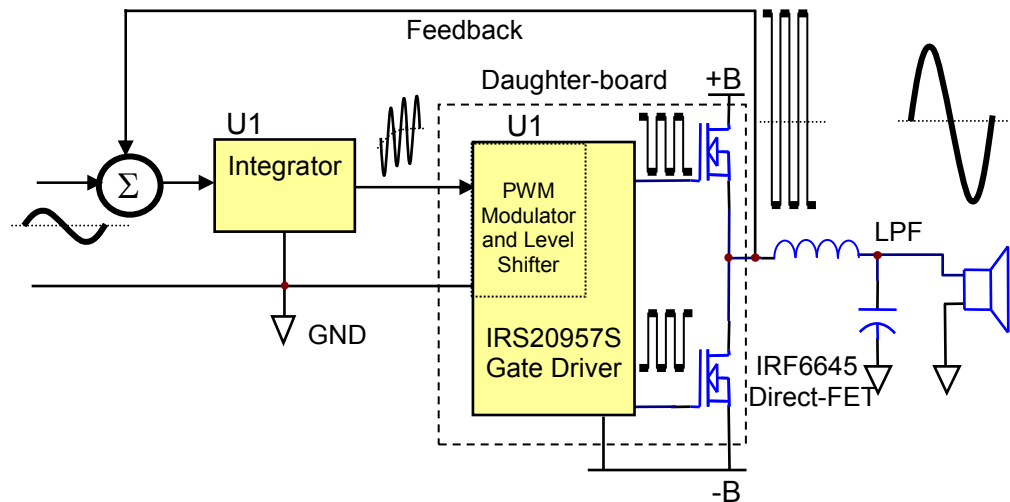 Feedback
Daughter-board
+B
U1
Integrator
U1
Σ
PWM
Modulator
and Level
Shifter
LPF
GND
IRS20957S
Gate Driver
IRF6645
Direct-FET
-B